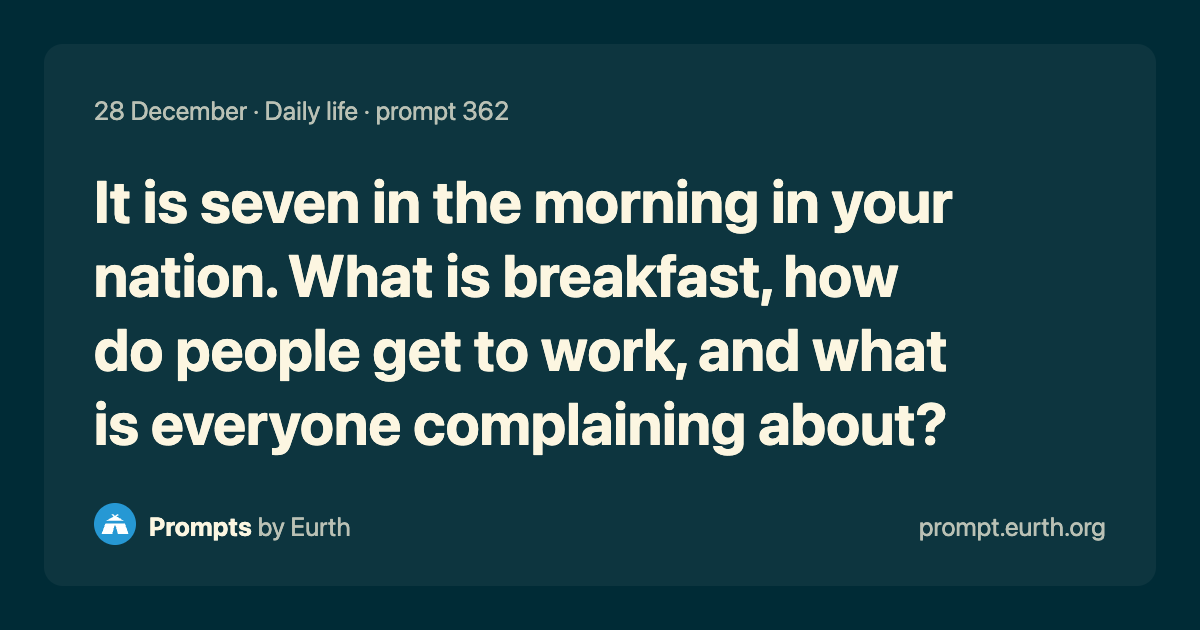 28 December · Daily life · prompt 362
It is seven in the morning in your
nation. What is breakfast, how
do people get to work, and what
is everyone complaining about?
Prompts by Eurth
prompt.eurth.org